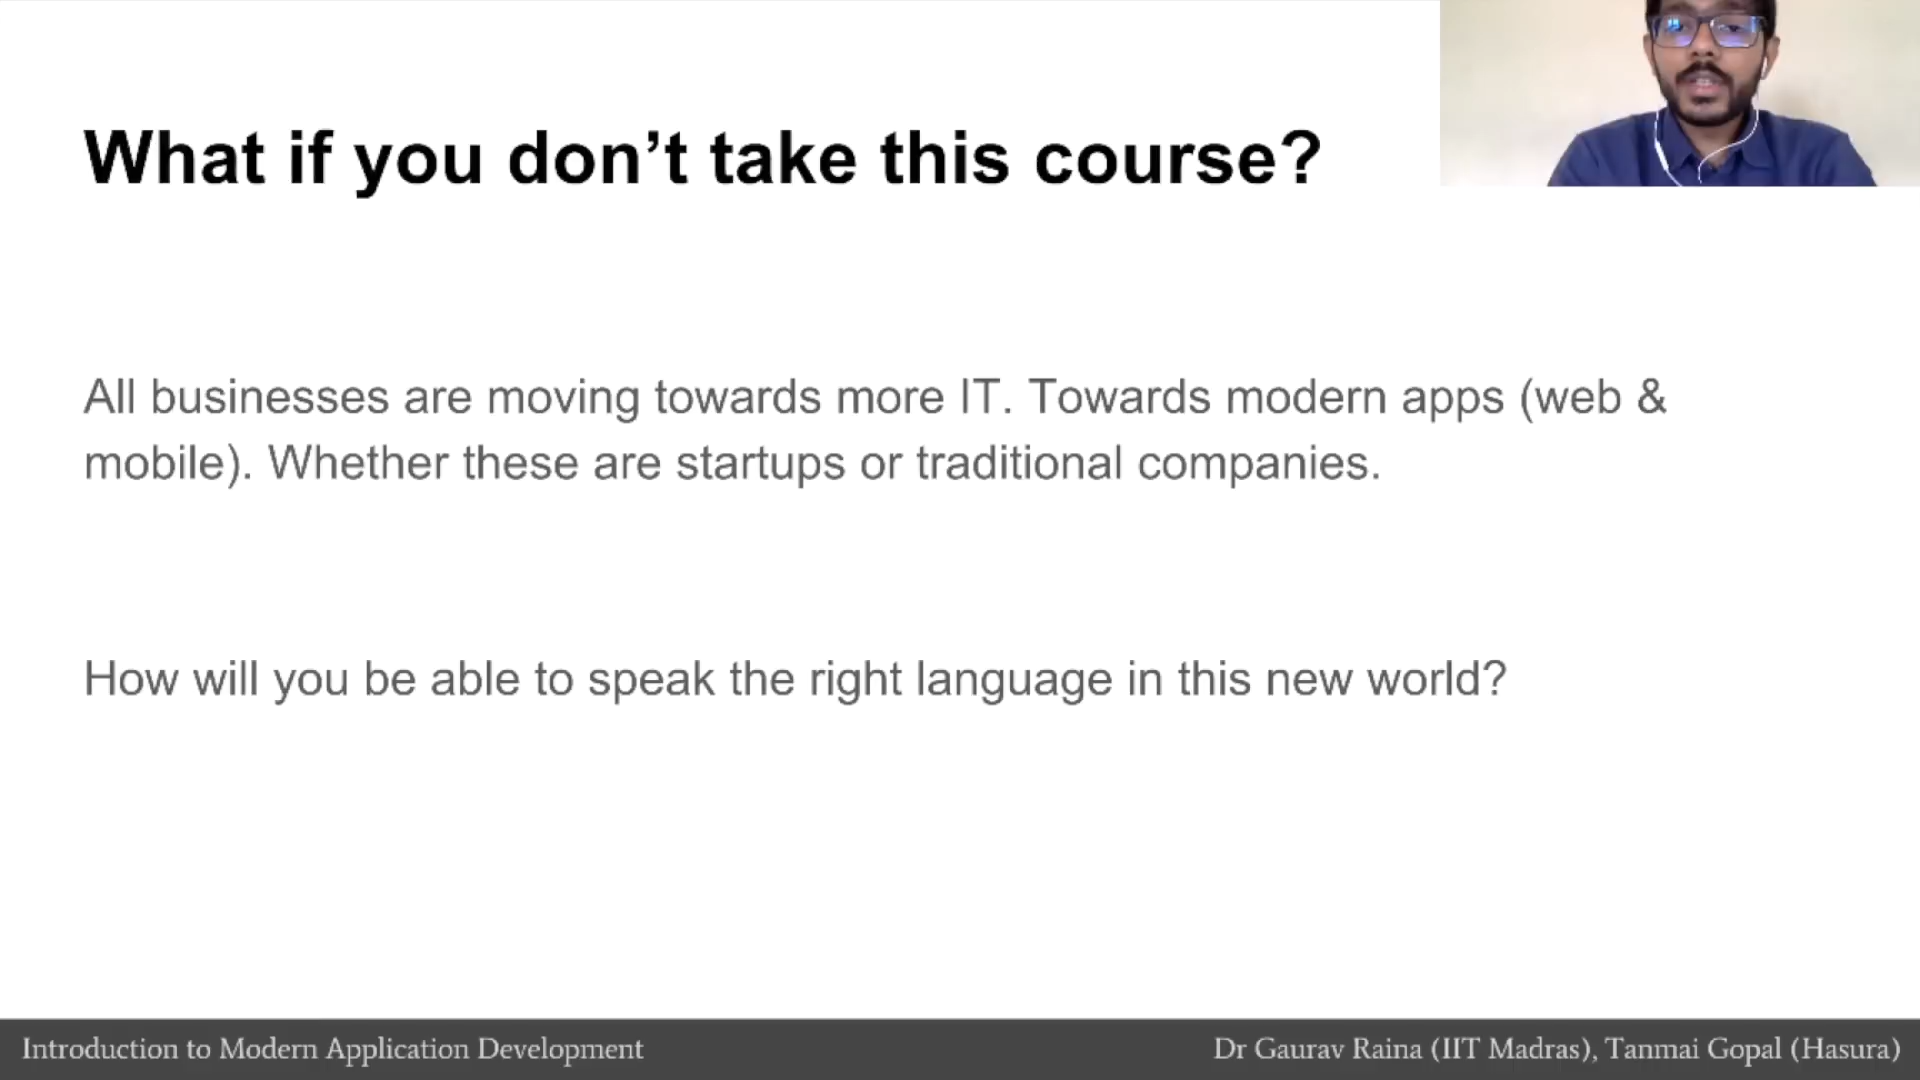 What if you don’t take this course?
All businesses are moving towards more IT. Towards modern apps (web &
mobile). Whether these are startups or traditional companies.
How will you be able to speak the right language in this new world?
Introduction to Modern Application Development
Dr Gaurav Raina (IIT Madras), Tanmai Gopal (Hasura)